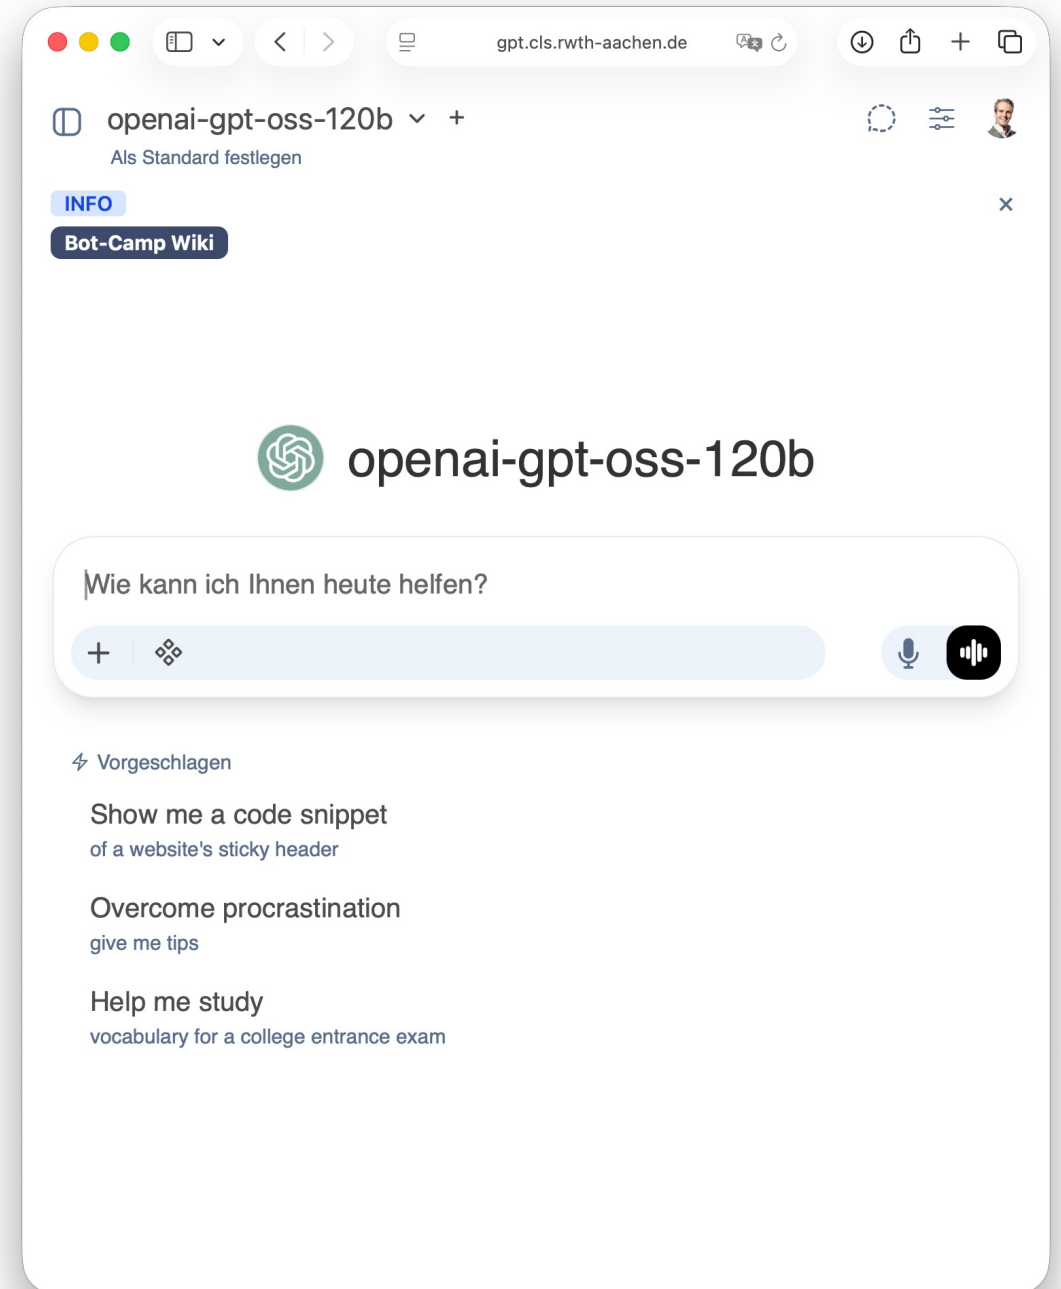 gpt.cls.rwth-aachen.de
openai-gpt-oss-120b
Als Standard festlegen
INFO
Bot-Camp Wiki
openai-gpt-oss-120b
Wie kann ich Ihnen heute helfen?
Vorgeschlagen
Show me a code snippet
of a website's sticky header
Overcome procrastination
give me tips
Help me study
vocabulary for a college entrance exam